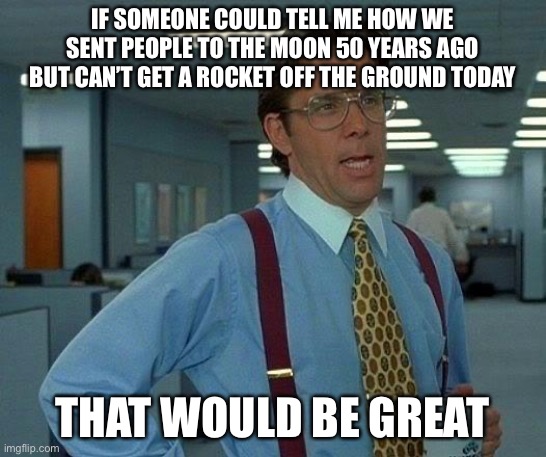 IF SOMEONE COULD TELL ME HOW WE
SENT PEOPLE TO THE MOON 50 YEARS AGO
BUT CAN’T GET A ROCKET OFF THE GROUND TODAY
THAT WOULD BE GREAT
imgflip.com